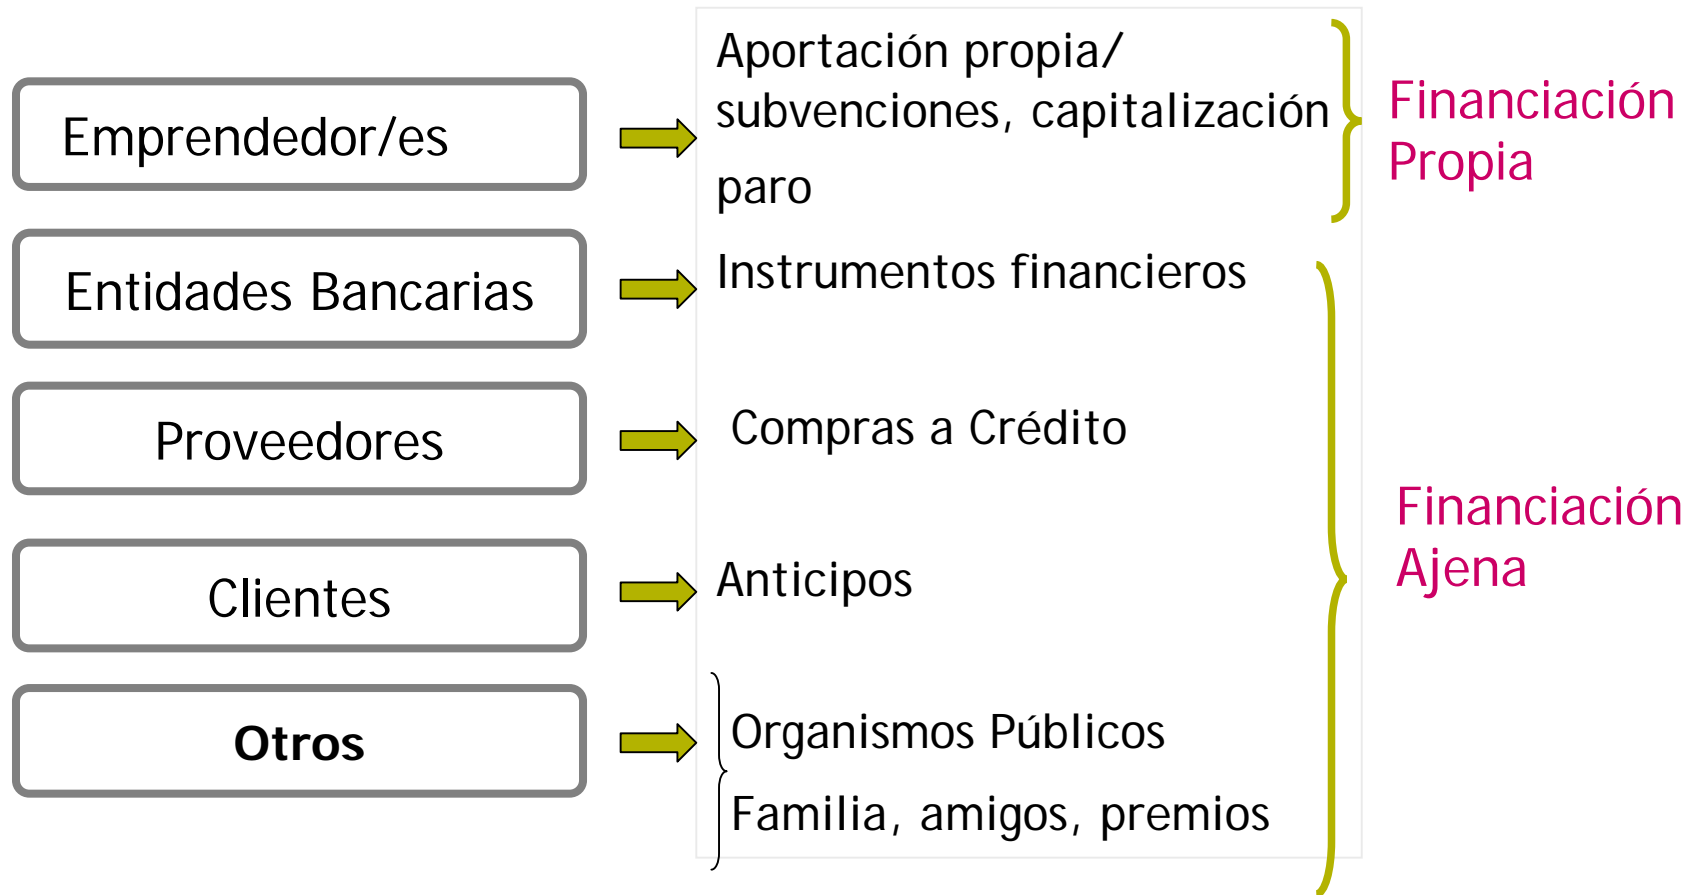 Emprendedor/es
Aportación propia/
subvenciones, capitalización
paro
Financiación
Propia
Entidades Bancarias
Instrumentos financieros
Proveedores
Compras a Crédito
Clientes
Anticipos
Financiación
Ajena
Otros
Organismos Públicos
Familia, amigos, premios